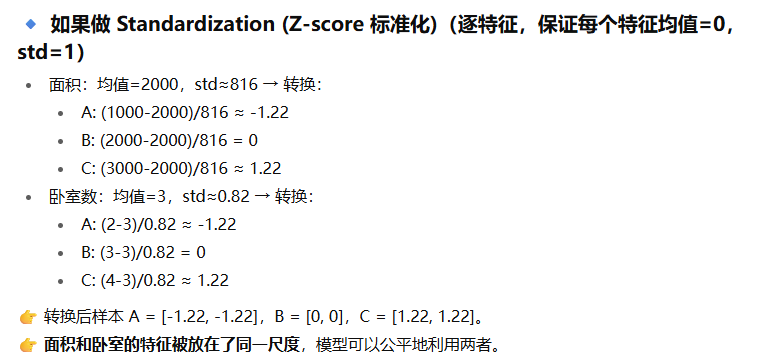 🔹 如果做 Standardization (Z-score 标准化)（逐特征，保证每个特征均值=0，
std=1）
• 面积：均值=2000，std≈816 → 转换：
• A: (1000-2000)/816 ≈ -1.22
• B: (2000-2000)/816 = 0
• C: (3000-2000)/816 ≈ 1.22
• 卧室数：均值=3，std≈0.82 → 转换：
• A: (2-3)/0.82 ≈ -1.22
• B: (3-3)/0.82 = 0
• C: (4-3)/0.82 ≈ 1.22
👉 转换后样本 A = [-1.22, -1.22]，B = [0, 0]，C = [1.22, 1.22]。
👉 面积和卧室的特征被放在了同一尺度，模型可以公平地利用两者。